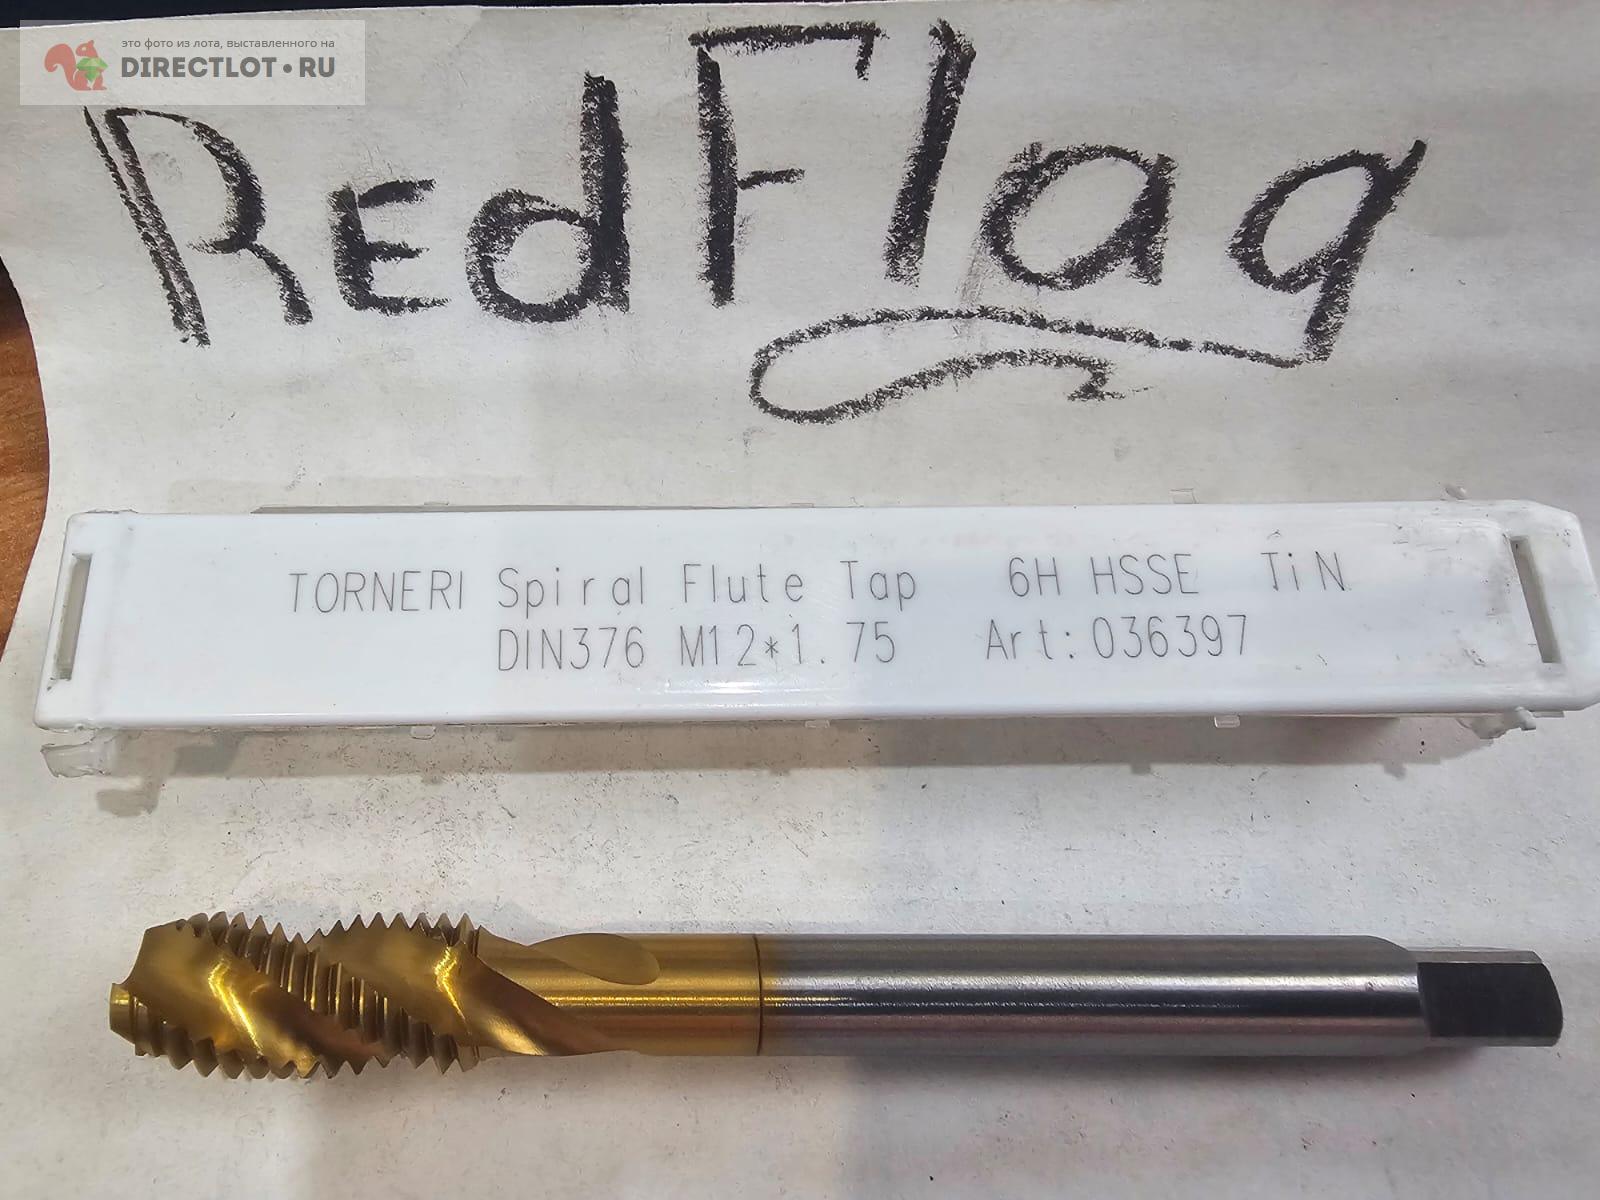 это фото из лота, выставленного на
DIRECTLOT•RU
RedFlag
TORNERI Spiral Flute Tap 6H HSSE TiN
DIN376 M12*1.75 Art:036397